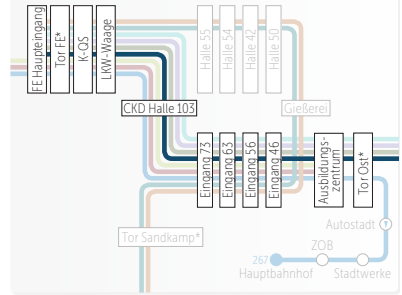 FE Haupteingang
Tor FE*
K-QS
LKW-Waage
Halle 55
Halle 54
Halle 42
Halle 50
CKD Halle 103
Gießerei
Eingang 73
Eingang 63
Eingang 56
Eingang 46
Ausbildungs-
zentrum
Tor Ost*
Autostadt
T
Tor Sandkamp*
ZOB
267
Hauptbahnhof
Stadtwerke